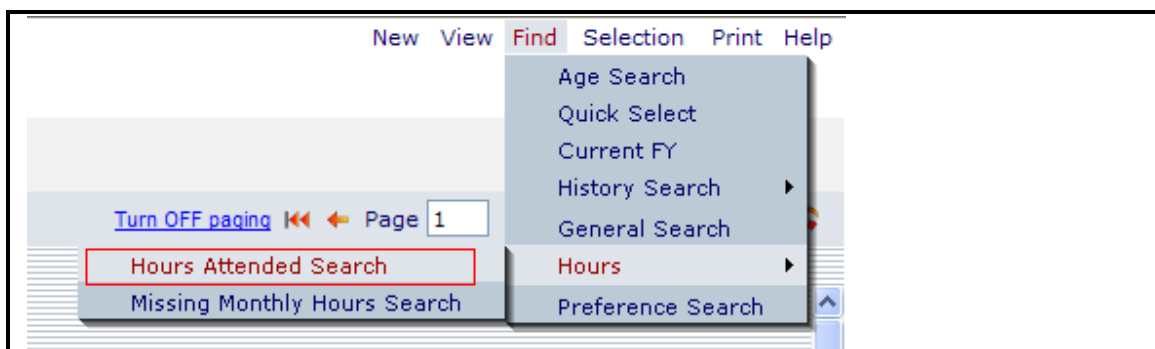 New View Find Selection Print Help
Age Search
Quick Select
Current FY
History Search
Turn OFF paging Page 1
General Search
Hours Attended Search
Hours
Missing Monthly Hours Search
Preference Search